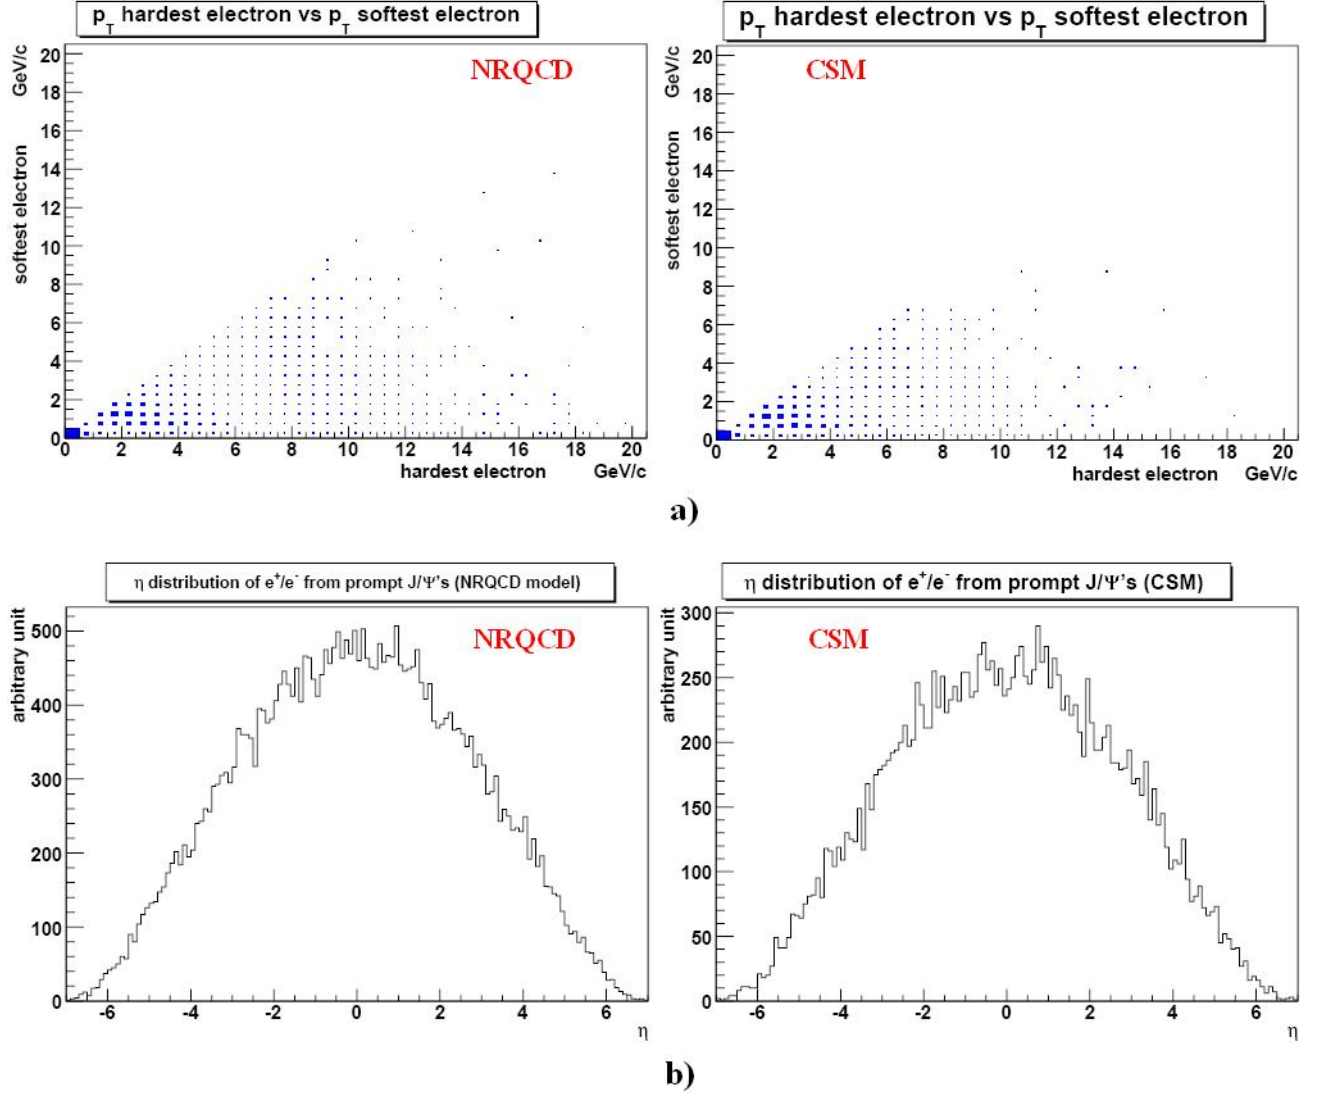 p_T hardest electron vs p_T softest electron
GeV/c
softest electron
NRQCD
20
18
16
14
12
10
8
6
4
2
0
0 2 4 6 8 10 12 14 16 18 20
hardest electron GeV/c
p_T hardest electron vs p_T softest electron
GeV/c
softest electron
CSM
20
18
16
14
12
10
8
6
4
2
0
0 2 4 6 8 10 12 14 16 18 20
hardest electron GeV/c
a)
η distribution of e⁺/e⁻ from prompt J/Ψ's (NRQCD model)
arbitrary unit
NRQCD
500
400
300
200
100
0
-6 -4 -2 0 2 4 6
η
η distribution of e⁺/e⁻ from prompt J/Ψ's (CSM)
arbitrary unit
CSM
300
250
200
150
100
50
0
-6 -4 -2 0 2 4 6
η
b)